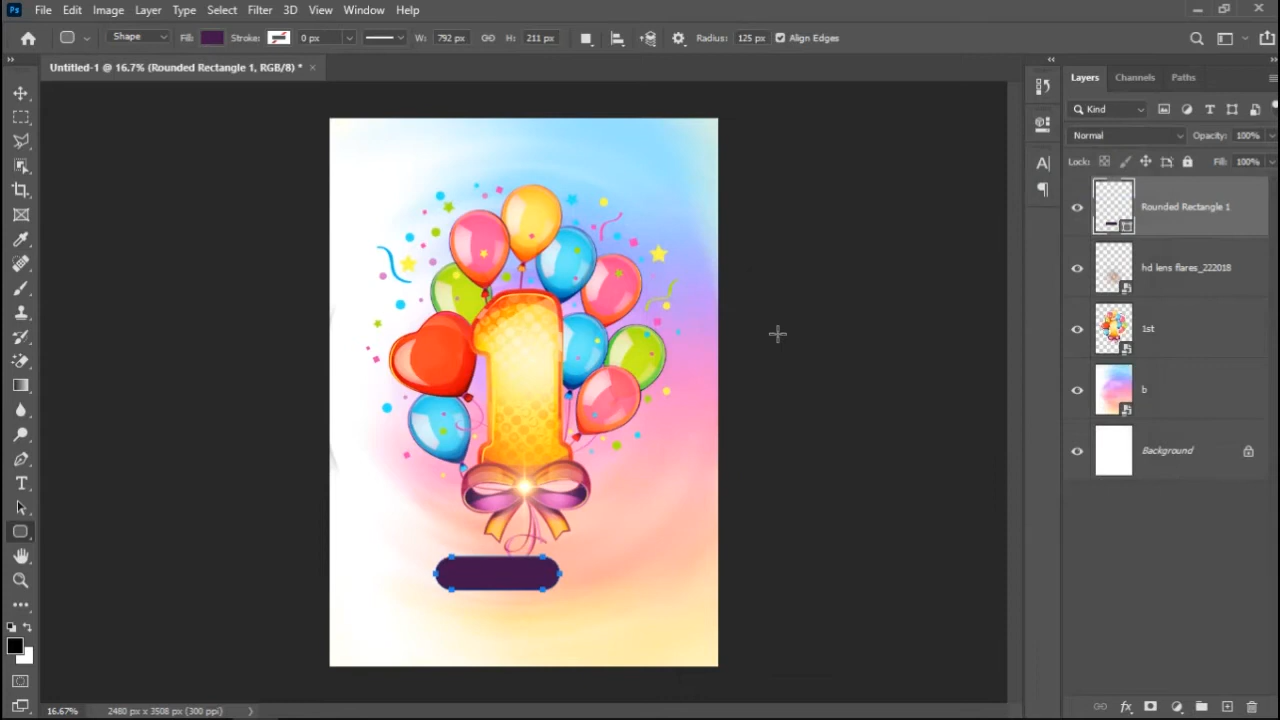 Ps File Edit Image Layer Type Select Filter 3D View Window Help
Shape Fill: Stroke: 0 px W: 792 px H: 211 px Radius: 125 px Align Edges
Untitled-1 @ 16.7% (Rounded Rectangle 1, RGB/8) * ×
Layers Channels Paths
Kind
Normal Opacity: 100%
Lock: Fill: 100%
Rounded Rectangle 1
hd lens flares_222018
1st
b
Background
1
16.67% 2480 px x 3508 px (300 ppi)